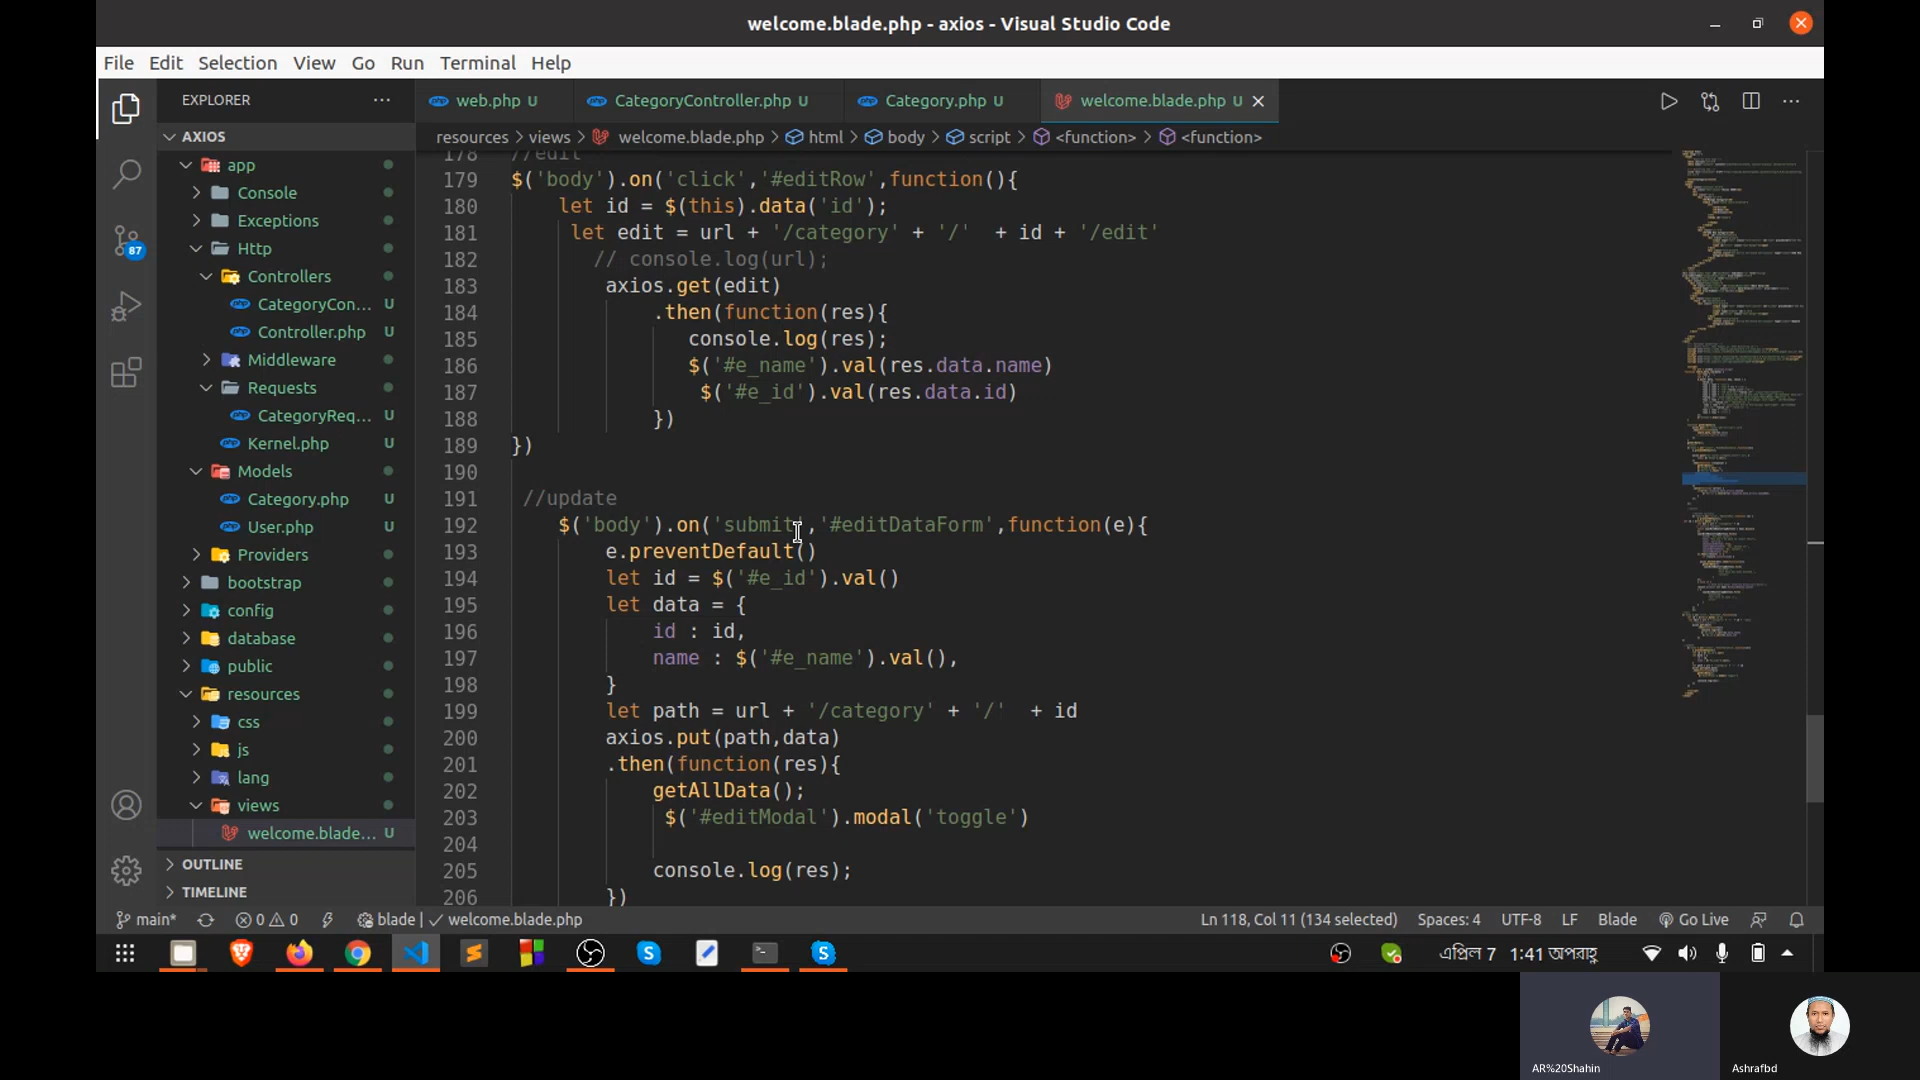 welcome.blade.php - axios - Visual Studio Code
File Edit Selection View Go Run Terminal Help
EXPLORER
web.php U
CategoryController.php U
Category.php U
welcome.blade.php U
resources > views > welcome.blade.php > html > body > script > <function> > <function>
AXIOS
app
Console
Exceptions
Http
Controllers
CategoryCon... U
Controller.php U
Middleware
Requests
CategoryReq... U
Kernel.php U
Models
Category.php U
User.php U
Providers
bootstrap
config
database
public
resources
css
js
lang
views
welcome.blade... U
OUTLINE
TIMELINE
87
178 //edit
179 $('body').on('click','#editRow',function(){
180 let id = $(this).data('id');
181 let edit = url + '/category' + '/' + id + '/edit'
182 // console.log(url);
183 axios.get(edit)
184 .then(function(res){
185 console.log(res);
186 $('#e_name').val(res.data.name)
187 $('#e_id').val(res.data.id)
188 })
189 })
190
191 //update
192 $('body').on('submit','#editDataForm',function(e){
193 e.preventDefault()
194 let id = $('#e_id').val()
195 let data = {
196 id : id,
197 name : $('#e_name').val(),
198 }
199 let path = url + '/category' + '/' + id
200 axios.put(path,data)
201 .then(function(res){
202 getAllData();
203 $('#editModal').modal('toggle')
204
205 console.log(res);
206 })
main* 0 0 blade | welcome.blade.php Ln 118, Col 11 (134 selected) Spaces: 4 UTF-8 LF Blade Go Live
এপ্রিল 7 1:41 অপরাহ্ণ
AR%20Shahin
Ashrafbd